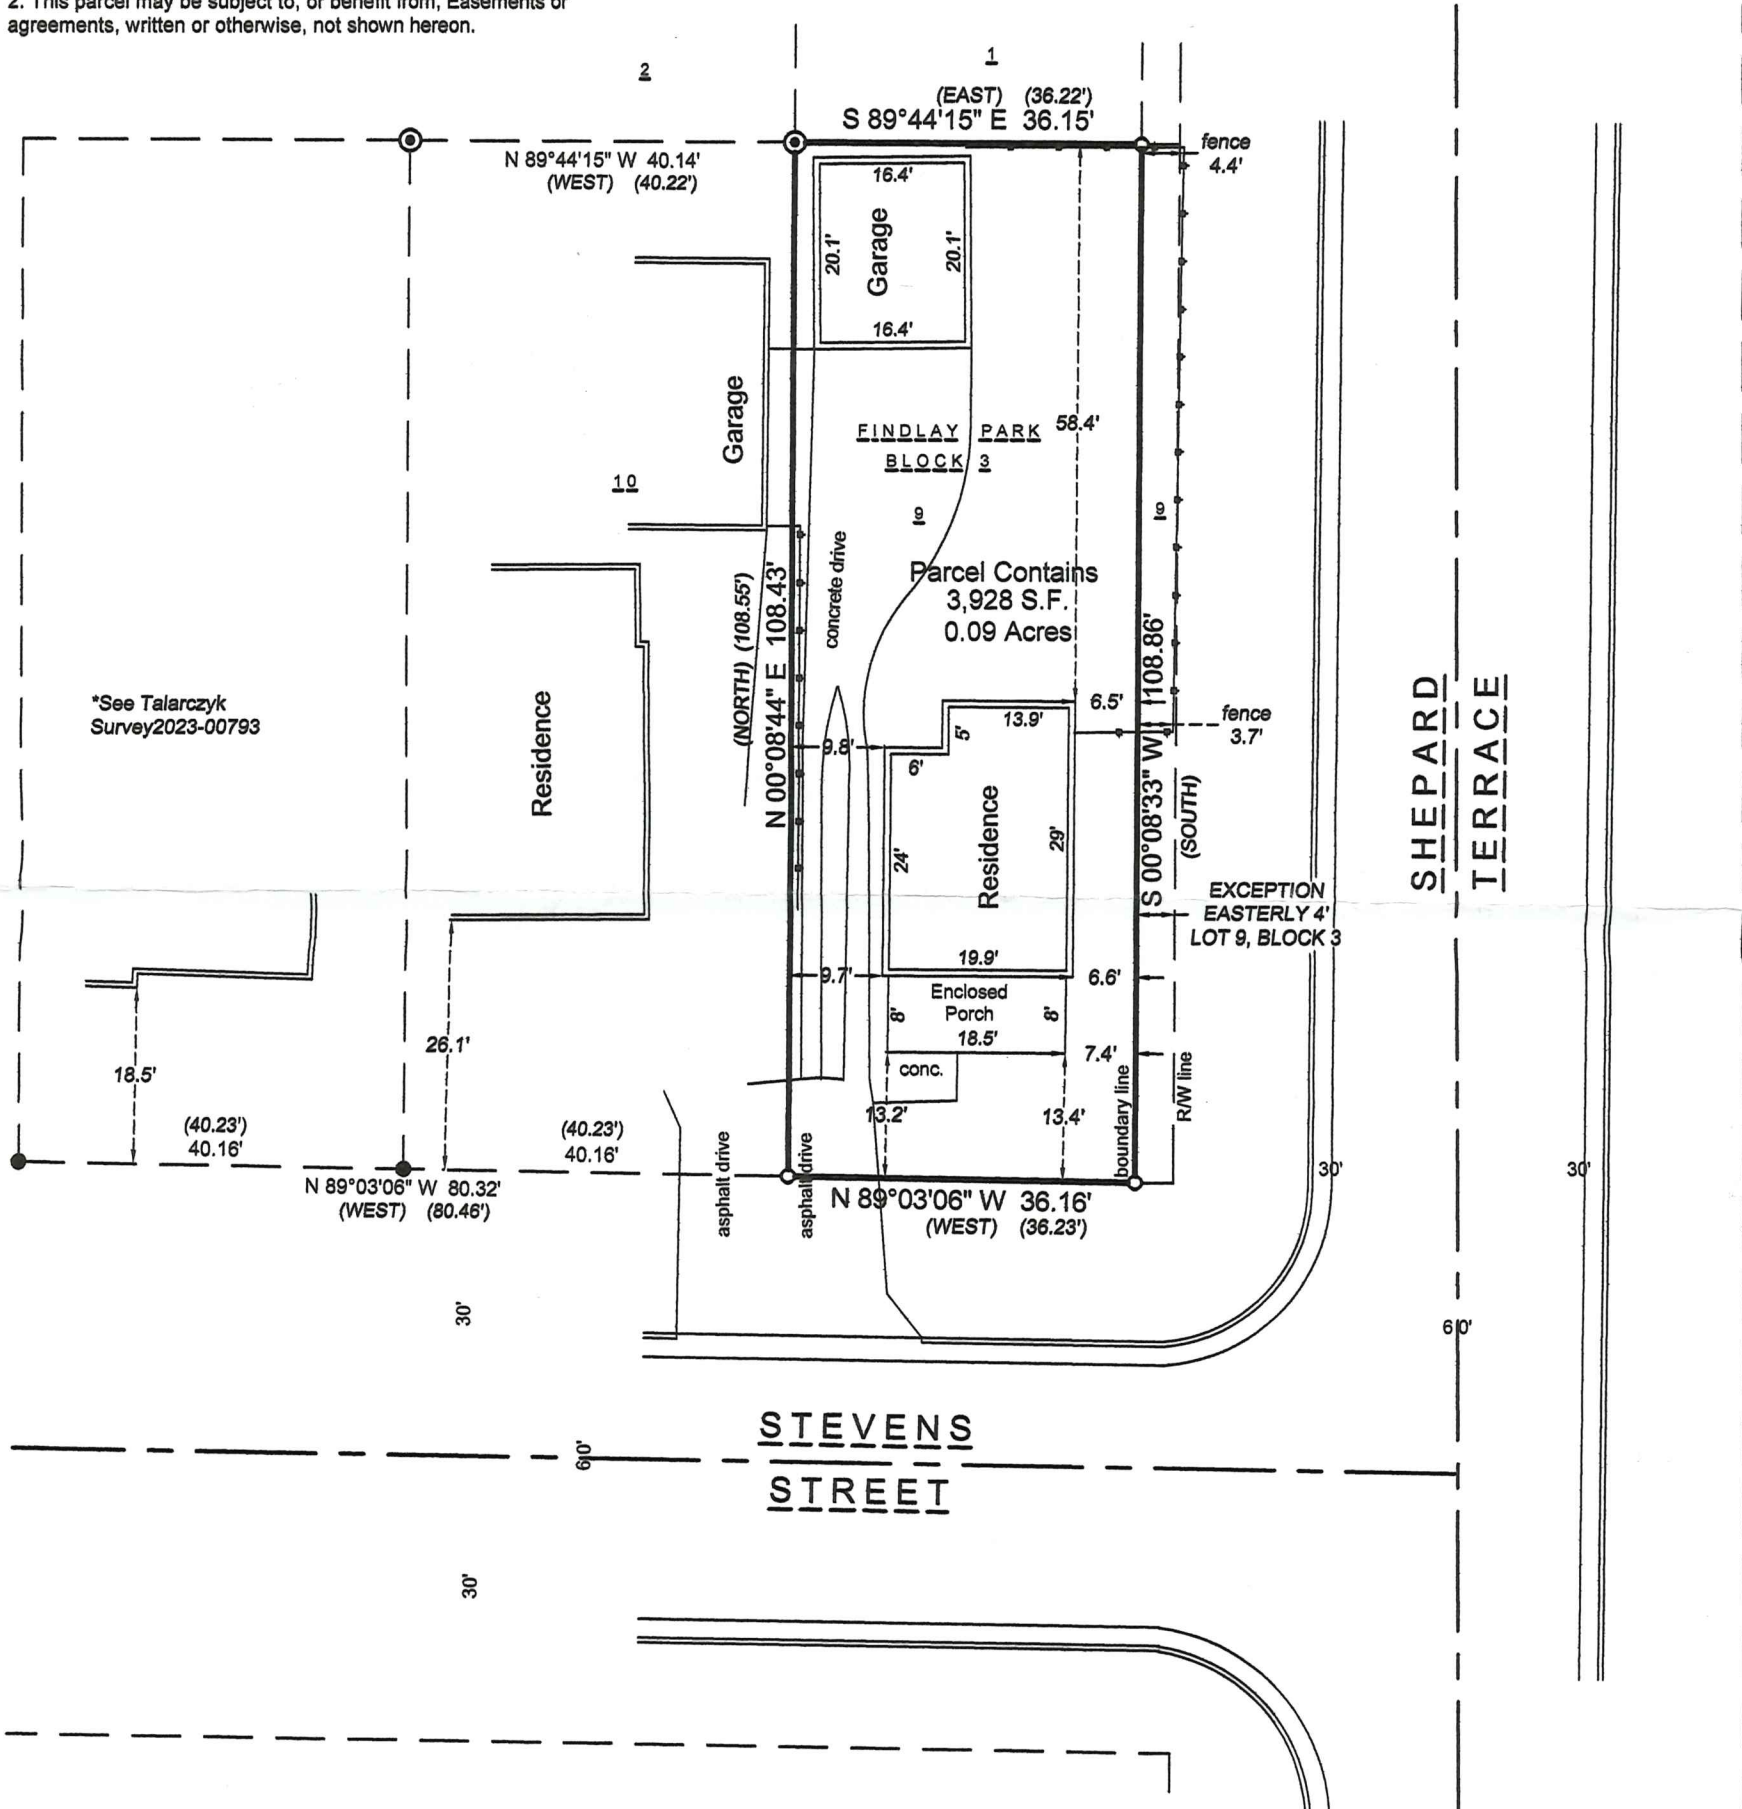 2. This parcel may be subject to, or benefit from, Easements or
agreements, written or otherwise, not shown hereon.
2
1
(EAST) (36.22')
S 89°44'15" E 36.15'
N 89°44'15" W 40.14'
(WEST) (40.22')
fence
4.4'
16.4'
20.1'
Garage
20.1'
16.4'
Garage
FINDLAY PARK
BLOCK 3
58.4'
10
9
9
concrete drive
Parcel Contains
3,928 S.F.
0.09 Acres
(NORTH) (108.55')
N 00°08'44" E 108.43'
S 00°08'33" W 108.86'
(SOUTH)
*See Talarczyk
Survey2023-00793
Residence
6.5'
13.9'
5'
9.8'
6'
fence
3.7'
24'
Residence
29'
SHEPARD
TERRACE
EXCEPTION
EASTERLY 4'
LOT 9, BLOCK 3
19.9'
9.7'
6.6'
Enclosed
Porch
8'
8'
18.5'
7.4'
conc.
26.1'
18.5'
13.2'
13.4'
boundary line
R/W line
(40.23')
40.16'
(40.23')
40.16'
asphalt drive
asphalt drive
N 89°03'06" W 80.32'
(WEST) (80.46')
N 89°03'06" W 36.16'
(WEST) (36.23')
30'
30'
30'
60'
STEVENS
60'
STREET
30'